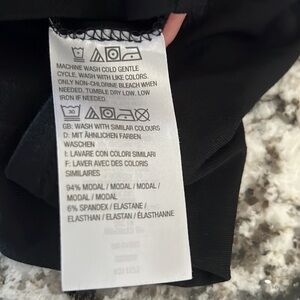 MACHINE WASH COLD GENTLE
CYCLE, WASH WITH LIKE COLORS.
ONLY NON-CHLORINE BLEACH WHEN
NEEDED, TUMBLE DRY LOW, LOW
IRON IF NEEDED.
30
GB: WASH WITH SIMILAR COLOURS
D: MIT ÄHNLICHEN FARBEN
WASCHEN
I: LAVARE CON COLORI SIMILARI
F: LAVER AVEC DES COLORIS
SIMILAIRES
94% MODAL / MODAL / MODAL /
MODAL / MODAL
6% SPANDEX / ELASTANE /
ELASTHAN / ELASTAN / ÉLASTHANNE